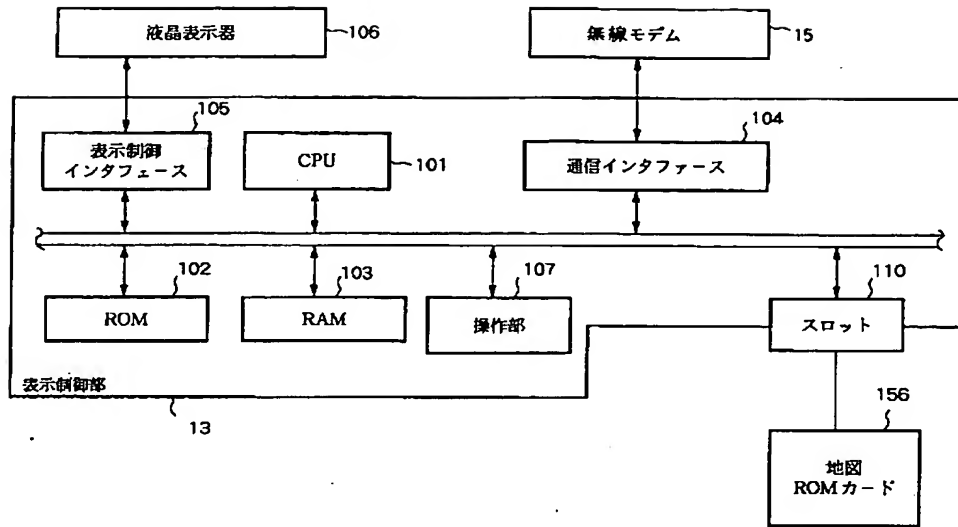 液晶表示器
106
無線モデム
15
105
表示制御
インタフェース
CPU
101
104
通信インタファース
102
ROM
103
RAM
107
操作部
110
スロット
表示制御部
13
156
地図
ROMカード